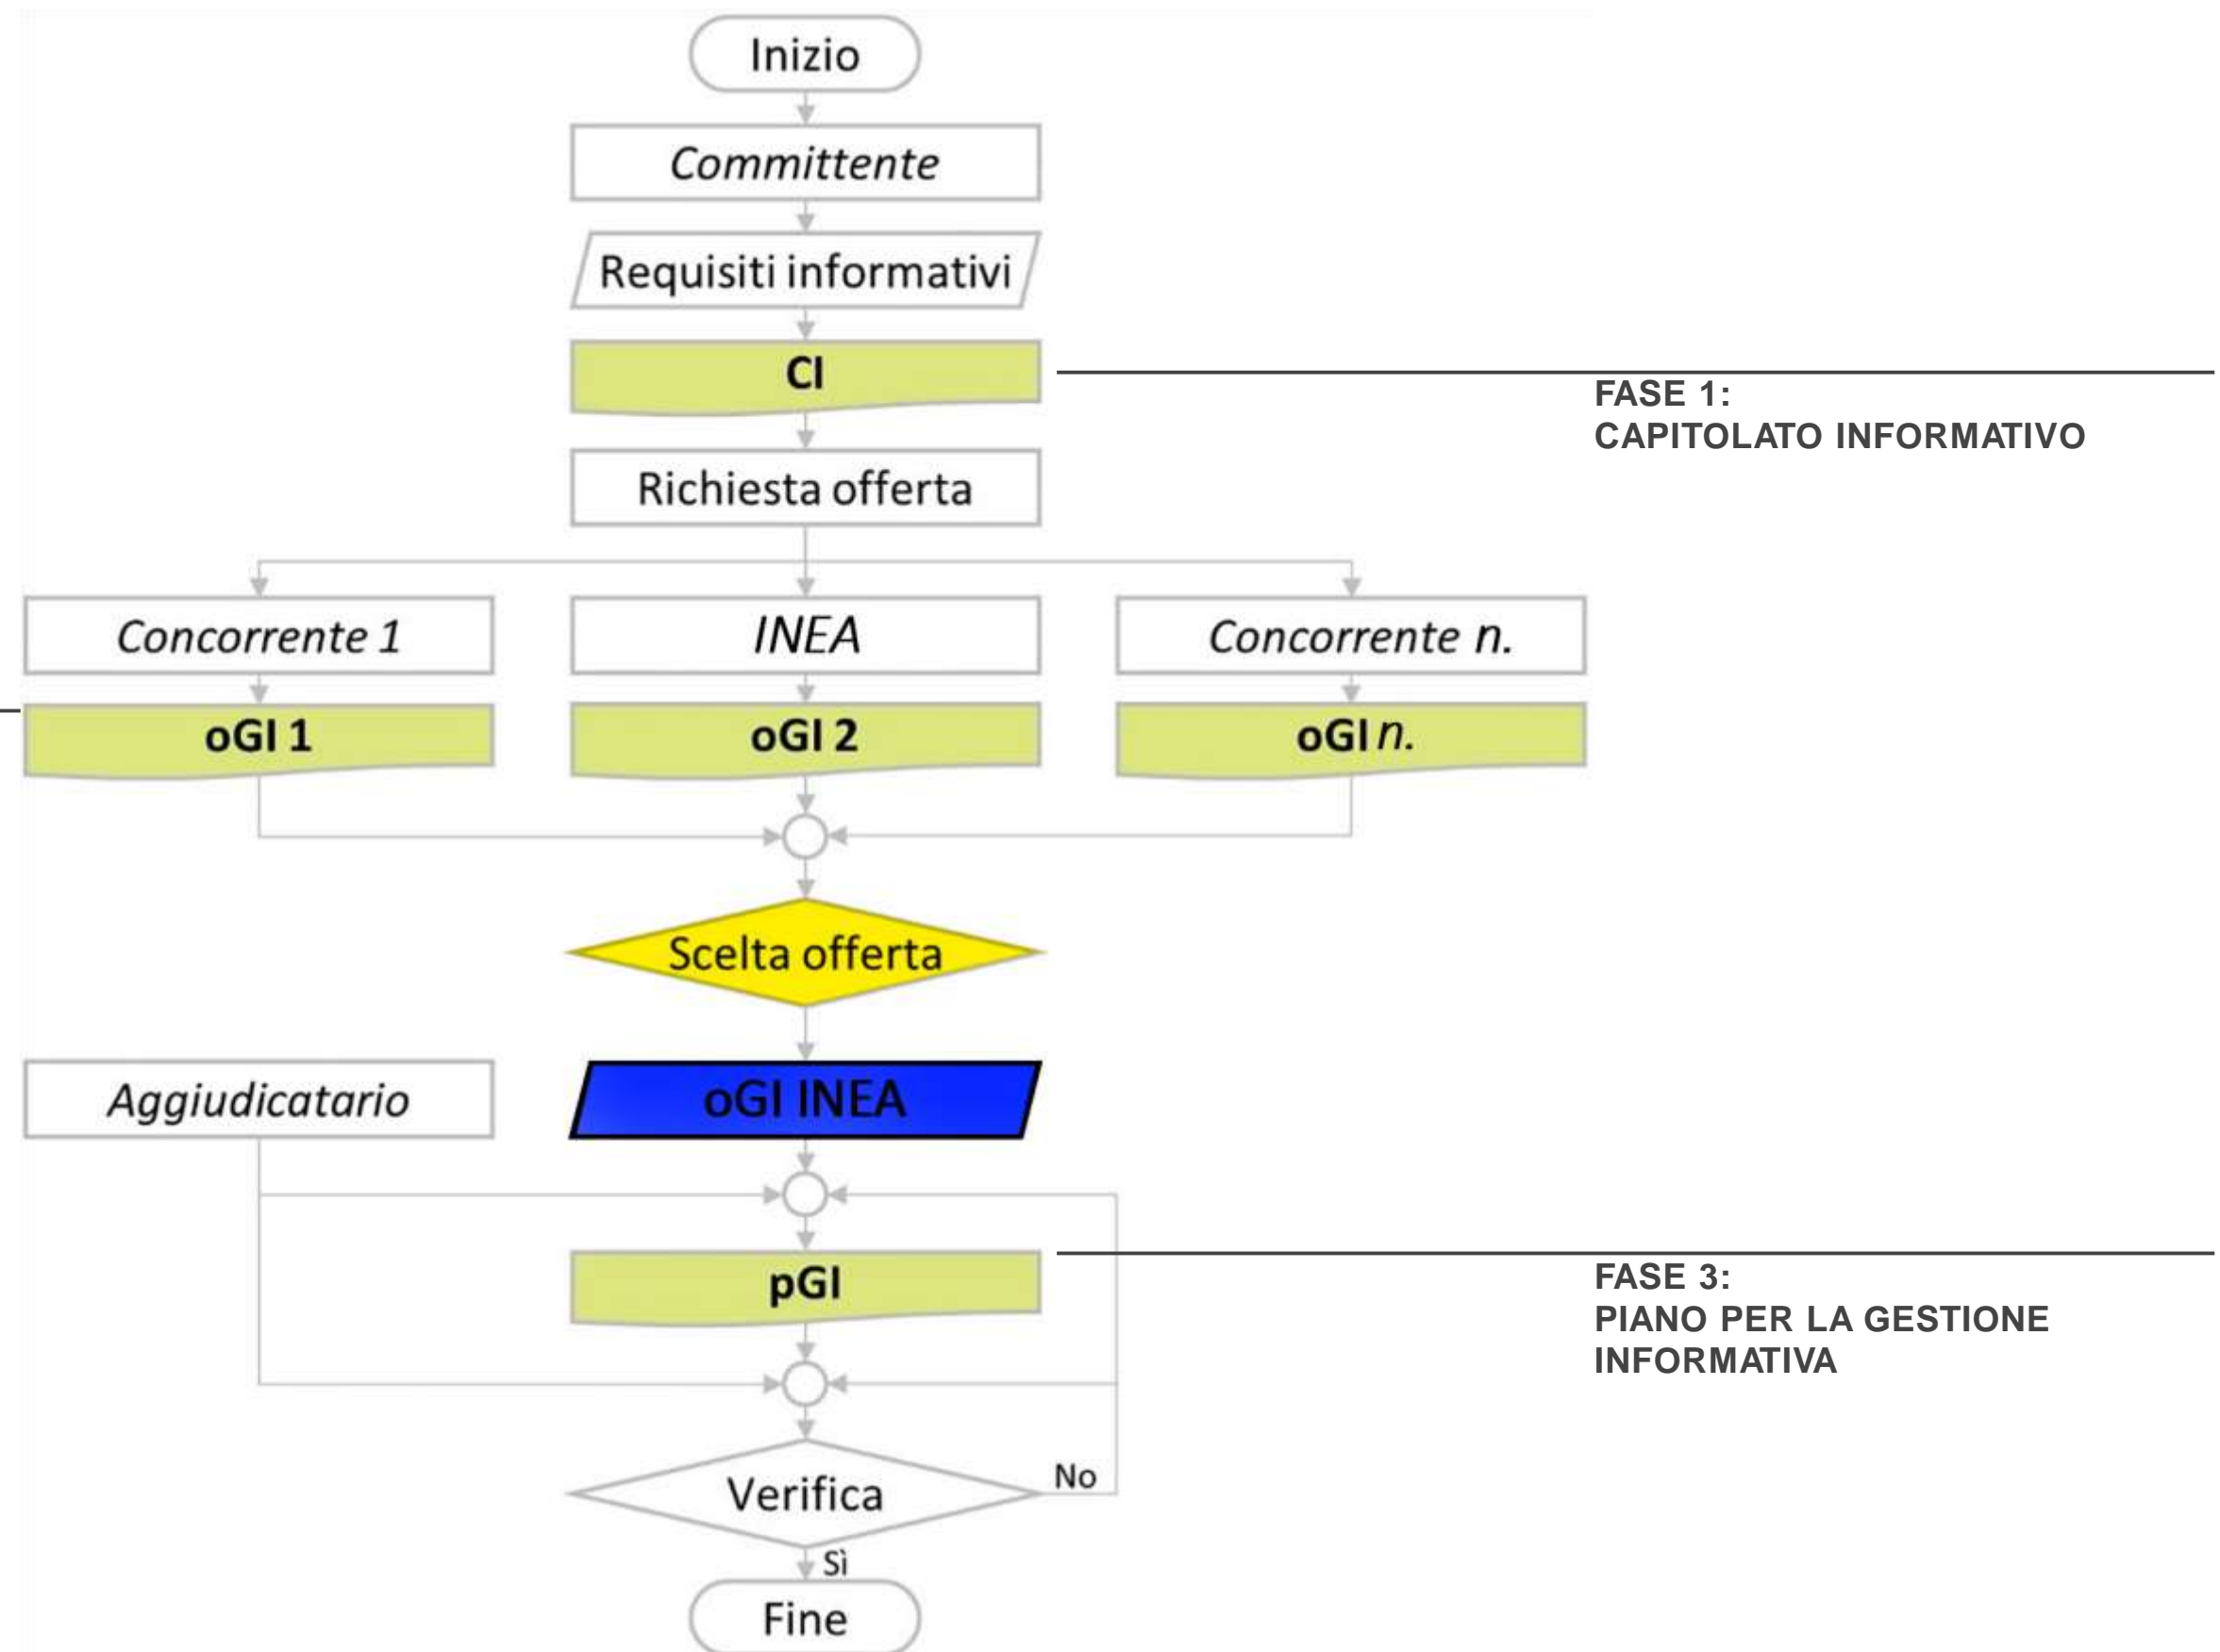 Inizio
Committente
Requisiti informativi
CI
FASE 1:
CAPITOLATO INFORMATIVO
Richiesta offerta
Concorrente 1
INEA
Concorrente n.
oGI 1
oGI 2
oGI n.
Scelta offerta
Aggiudicatario
oGI INEA
pGI
FASE 3:
PIANO PER LA GESTIONE
INFORMATIVA
Verifica
No
Sì
Fine